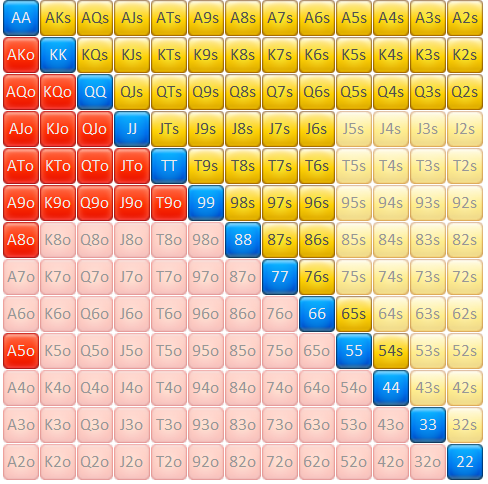 AA AKs AQs AJs ATs A9s A8s A7s A6s A5s A4s A3s A2s
AKo KK KQs KJs KTs K9s K8s K7s K6s K5s K4s K3s K2s
AQo KQo QQ QJs QTs Q9s Q8s Q7s Q6s Q5s Q4s Q3s Q2s
AJo KJo QJo JJ JTs J9s J8s J7s J6s J5s J4s J3s J2s
ATo KTo QTo JTo TT T9s T8s T7s T6s T5s T4s T3s T2s
A9o K9o Q9o J9o T9o 99 98s 97s 96s 95s 94s 93s 92s
A8o K8o Q8o J8o T8o 98o 88 87s 86s 85s 84s 83s 82s
A7o K7o Q7o J7o T7o 97o 87o 77 76s 75s 74s 73s 72s
A6o K6o Q6o J6o T6o 96o 86o 76o 66 65s 64s 63s 62s
A5o K5o Q5o J5o T5o 95o 85o 75o 65o 55 54s 53s 52s
A4o K4o Q4o J4o T4o 94o 84o 74o 64o 54o 44 43s 42s
A3o K3o Q3o J3o T3o 93o 83o 73o 63o 53o 43o 33 32s
A2o K2o Q2o J2o T2o 92o 82o 72o 62o 52o 42o 32o 22